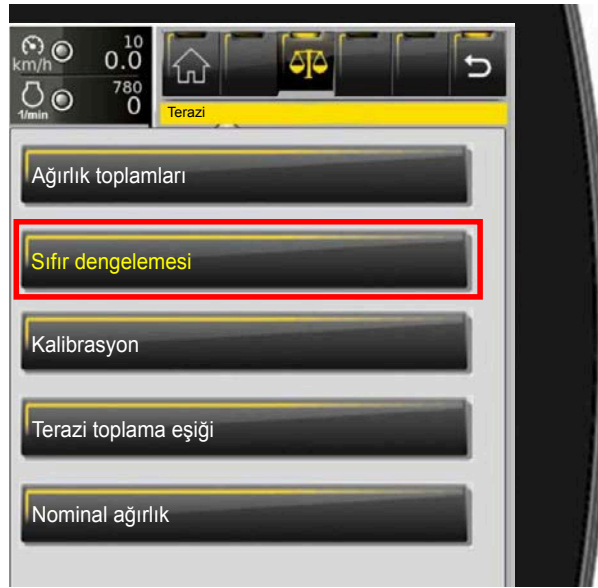 10
km/h 0.0
780
1/min 0
Terazi
Ağırlık toplamları
Sıfır dengelemesi
Kalibrasyon
Terazi toplama eşiği
Nominal ağırlık